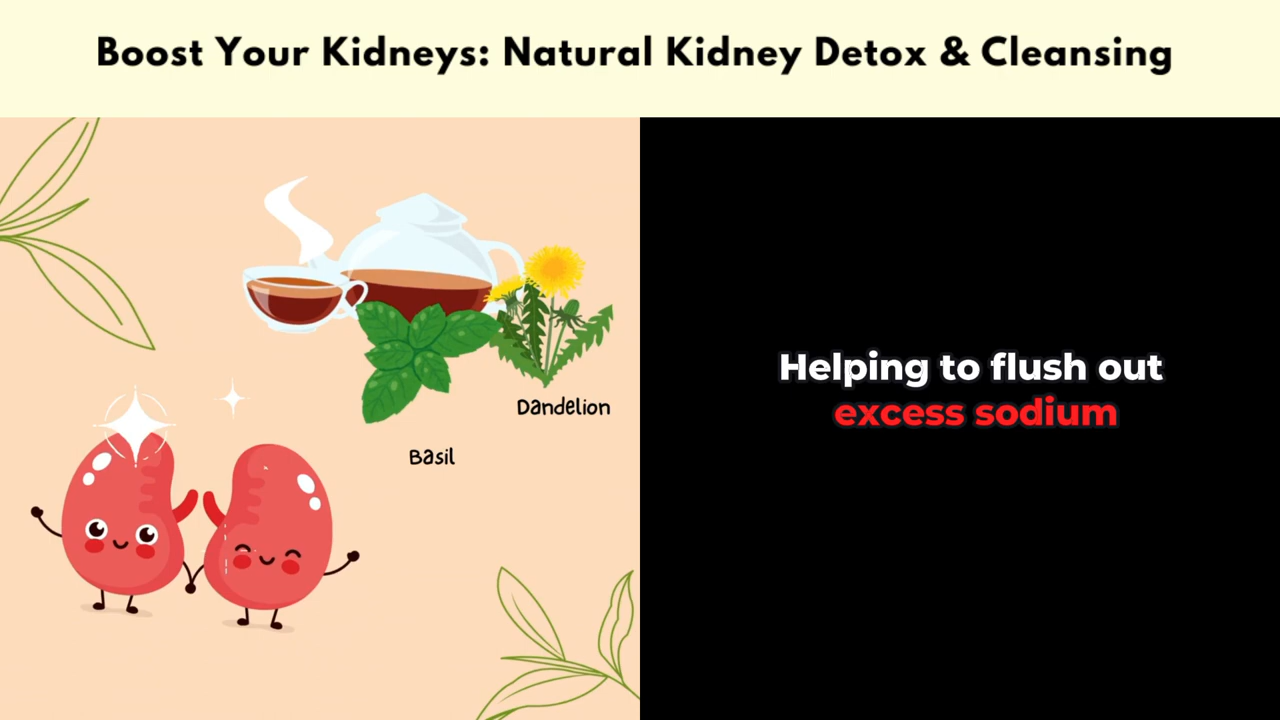 Boost Your Kidneys: Natural Kidney Detox & Cleansing
Dandelion
Basil
Helping to flush out
excess sodium